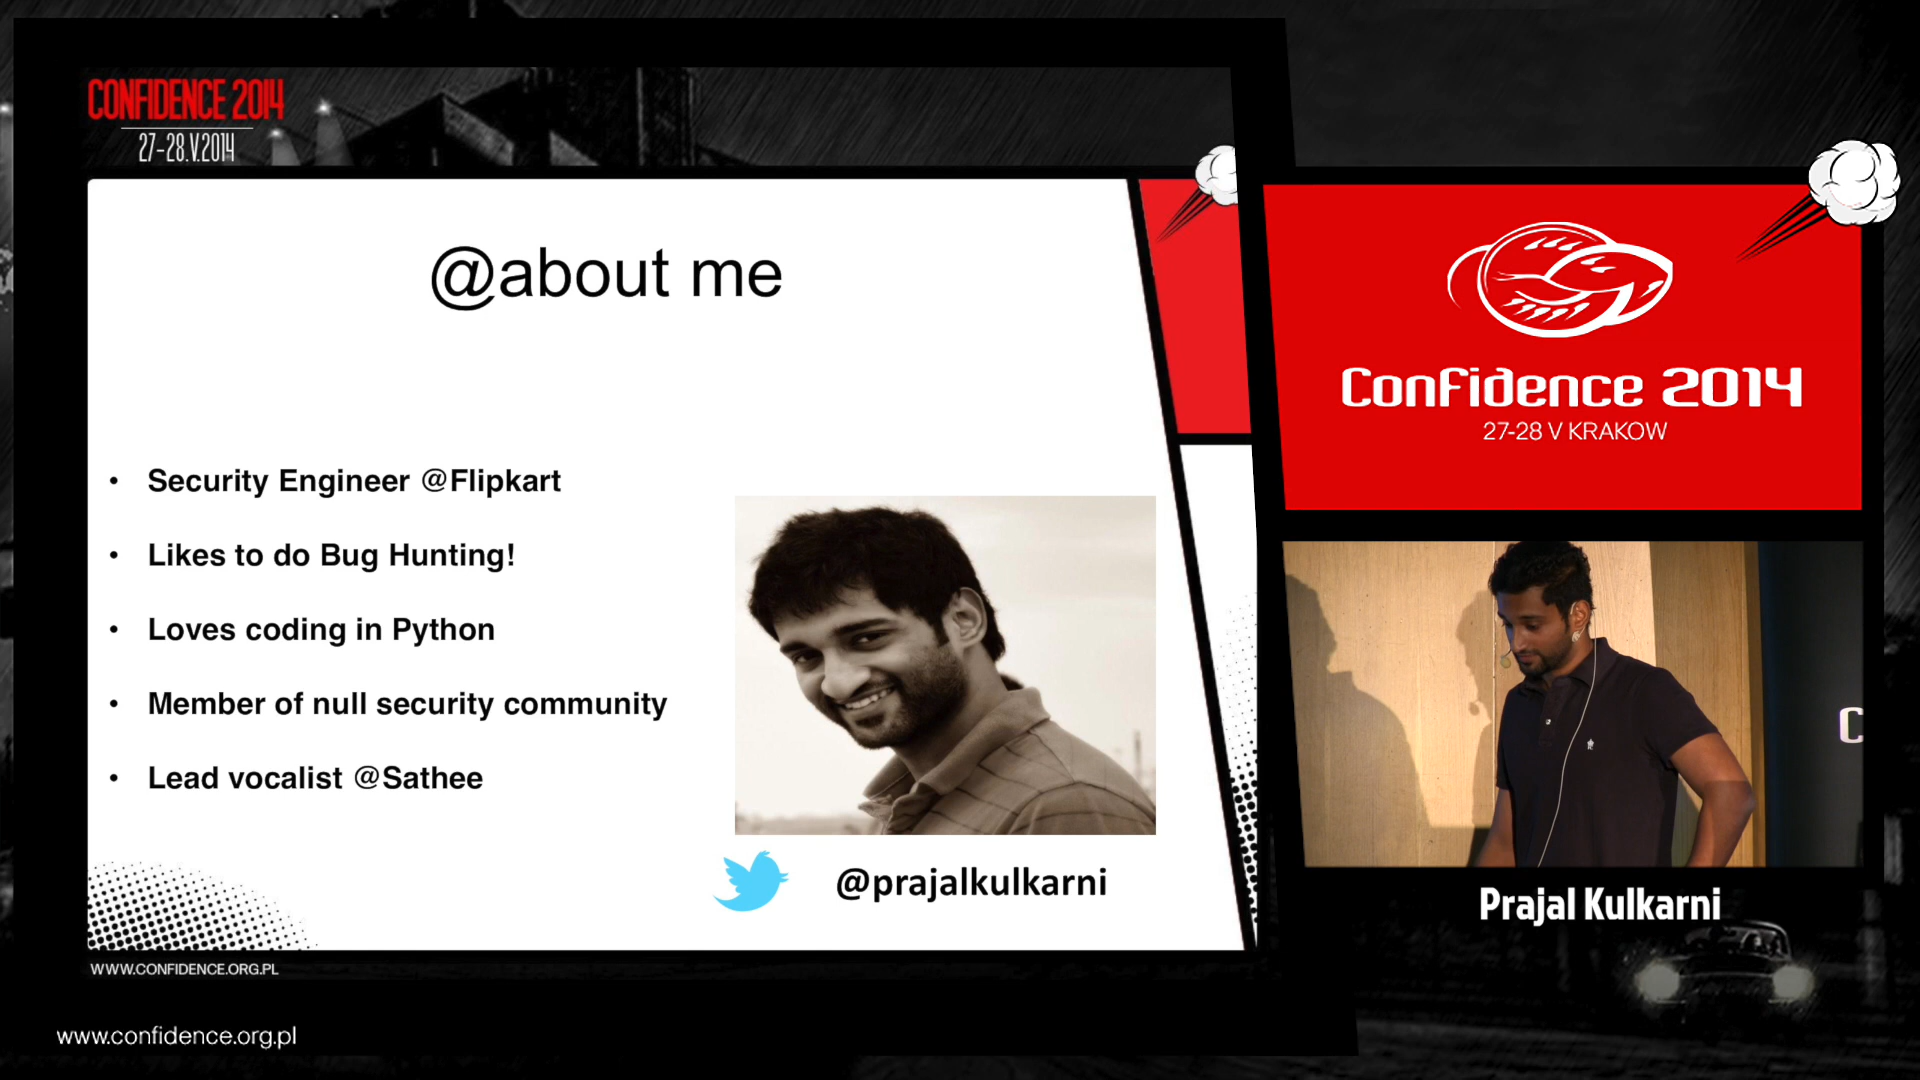 CONFIDENCE 2014
27-28.V.2014
@about me
• Security Engineer @Flipkart
• Likes to do Bug Hunting!
• Loves coding in Python
• Member of null security community
• Lead vocalist @Sathee
@prajalkulkarni
WWW.CONFIDENCE.ORG.PL
www.confidence.org.pl
Confidence 2014
27-28 V KRAKOW
C
Prajal Kulkarni